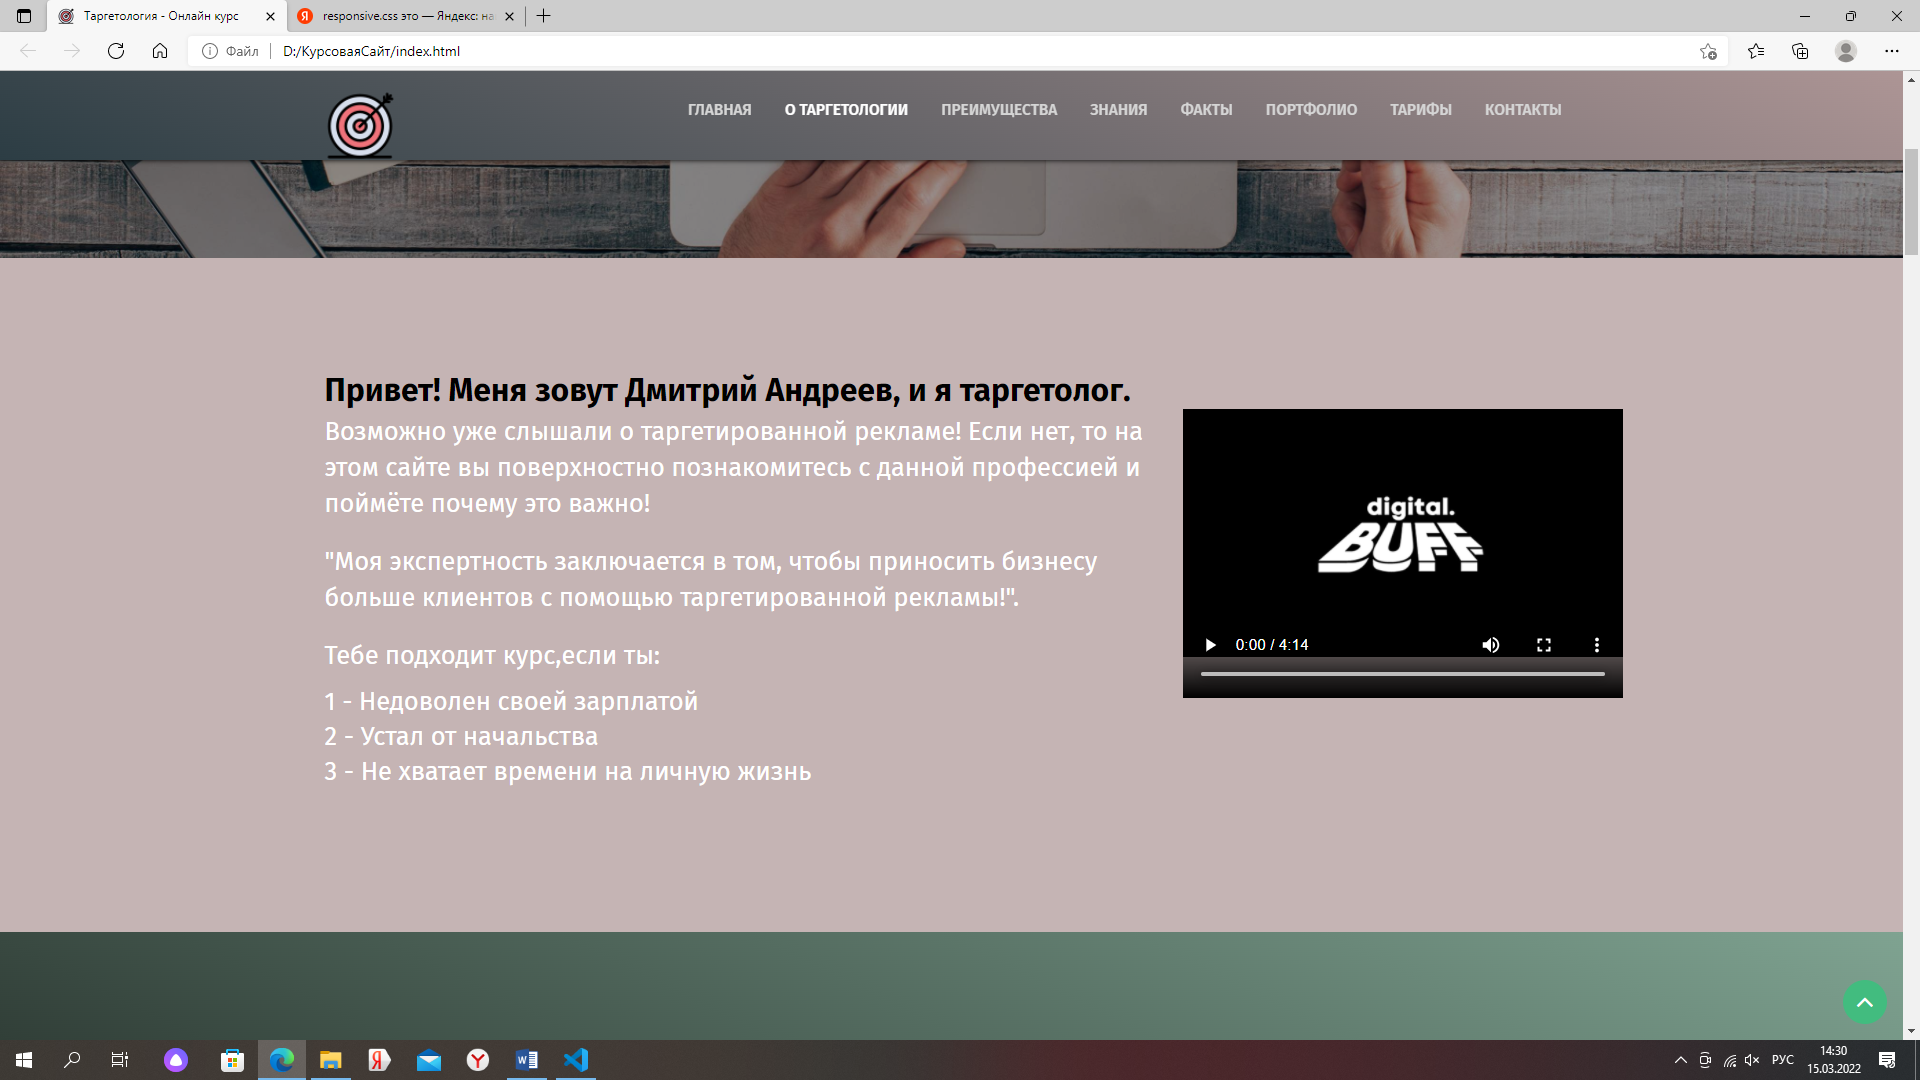 Таргетология - Онлайн курс
responsive.css это — Яндекс: на
Файл
D:/КурсоваяСайт/index.html
ГЛАВНАЯ О ТАРГЕТОЛОГИИ ПРЕИМУЩЕСТВА ЗНАНИЯ ФАКТЫ ПОРТФОЛИО ТАРИФЫ КОНТАКТЫ
Привет! Меня зовут Дмитрий Андреев, и я таргетолог.
Возможно уже слышали о таргетированной рекламе! Если нет, то на
этом сайте вы поверхностно познакомитесь с данной профессией и
поймёте почему это важно!
"Моя экспертность заключается в том, чтобы приносить бизнесу
больше клиентов с помощью таргетированной рекламы!".
Тебе подходит курс,если ты:
1 - Недоволен своей зарплатой
2 - Устал от начальства
3 - Не хватает времени на личную жизнь
digital.
BUFF
0:00 / 4:14
РУС
14:30
15.03.2022